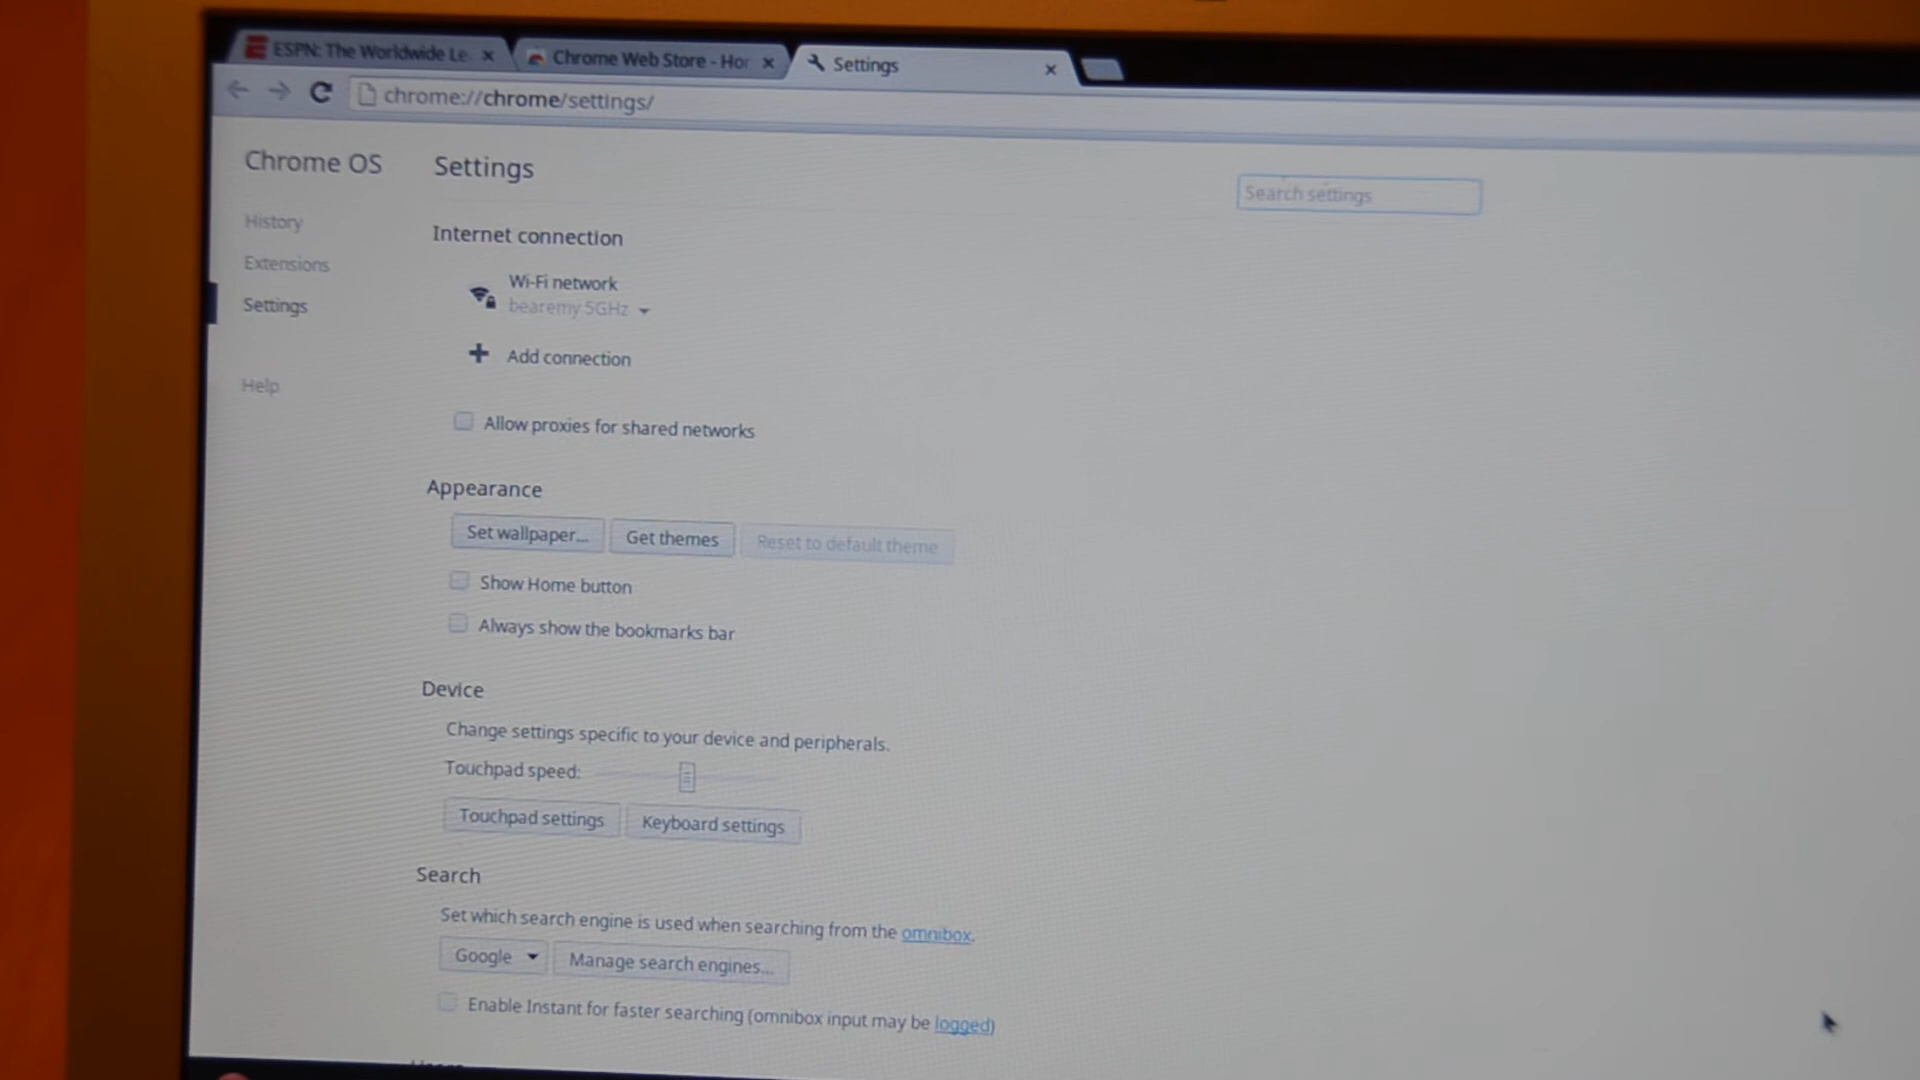 ESPN: The Worldwide Le
Chrome Web Store - Hor
Settings
chrome://chrome/settings/
Chrome OS
Settings
Search settings
History
Extensions
Settings
Help
Internet connection
Wi-Fi network
bearemy 5GHz
Add connection
Allow proxies for shared networks
Appearance
Set wallpaper...
Get themes
Reset to default theme
Show Home button
Always show the bookmarks bar
Device
Change settings specific to your device and peripherals.
Touchpad speed:
Touchpad settings
Keyboard settings
Search
Set which search engine is used when searching from the omnibox.
Google
Manage search engines...
Enable Instant for faster searching (omnibox input may be logged)